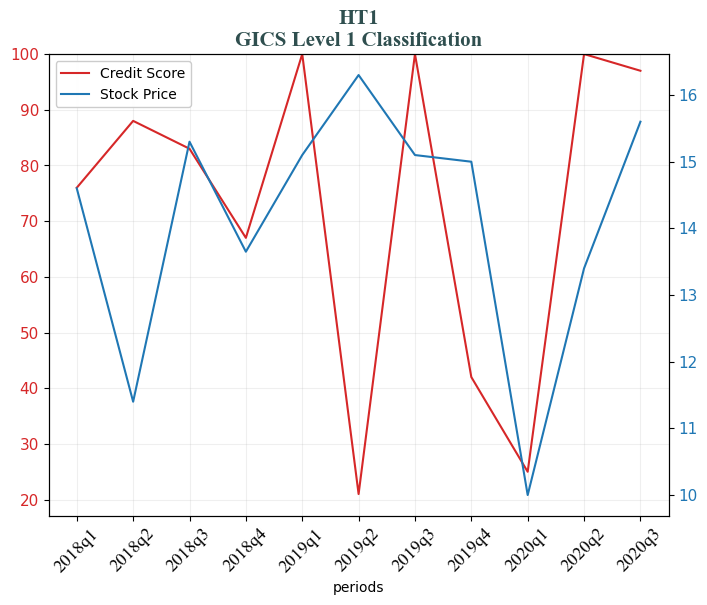 HT1
GICS Level 1 Classification
Credit Score
Stock Price
100
90
80
70
60
50
40
30
20
16
15
14
13
12
11
10
2018q1
2018q2
2018q3
2018q4
2019q1
2019q2
2019q3
2019q4
2020q1
2020q2
2020q3
periods